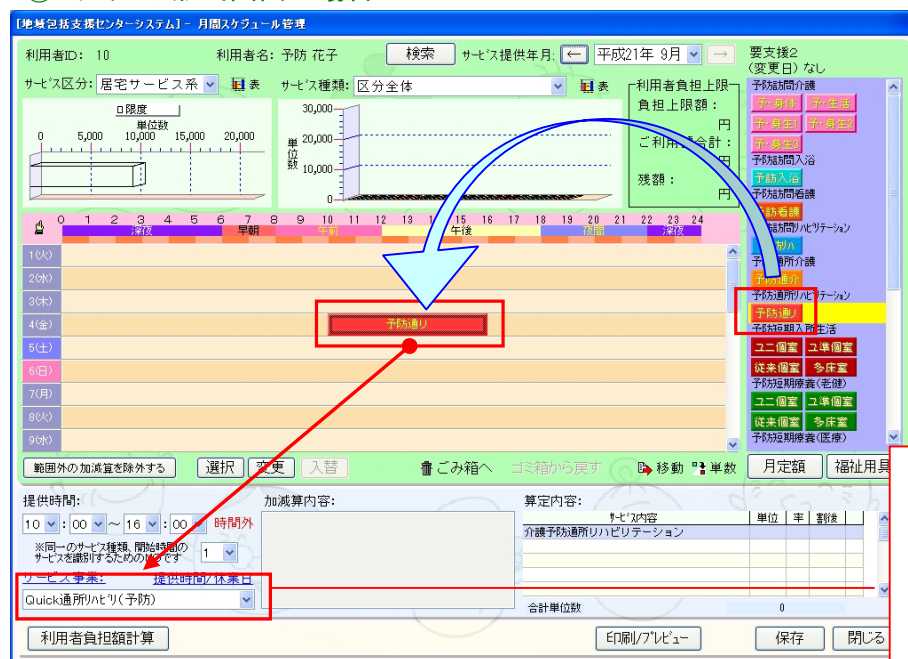 [地域包括支援センターシステム] - 月間スケジュール管理
利用者ID: 10 利用者名: 予防 花子 検索 サービス提供年月: ← 平成21年 9月 →
要支援2
(変更日) なし
サービス区分: 居宅サービス系 表 サービス種類: 区分全体 表
利用者負担上限
負担上限額:
円
円
残額:
円
限度
単位数
0 5,000 10,000 15,000 20,000
単位数
30,000
20,000
10,000
0
0 1 2 3 4 5 6 7 8 9 10 11 12 13 15 16 17 18 19 20 21 22 23 24
深夜 早朝 午前 午後 夜間 深夜
1(火)
2(水)
3(木)
4(金) 予防通リ
5(土)
6(日)
7(月)
8(火)
9(水)
予防訪問介護
予・身体 予・生活
予・身生1 予・身生2
予・身生3
予防訪問入浴
予訪入浴
予防訪問看護
訪看護
予防訪問リハビリテーション
予防通介
予防通所リハビリテーション
予防通リ
予防短期入所生活
ユニ個室 ユ準個室
従来個室 多床室
予防短期療養(老健)
ユニ個室 ユ準個室
従来個室 多床室
予防短期療養(医療)
範囲外の加減算を除外する 選択 変更 入替 ごみ箱へ ゴミ箱から戻す 移動 単数 月定額 福祉用具
提供時間:
10 : 00 ~ 16 : 00 時間外
※同一のサービス種類、開始時間の
サービスを識別するためのNoです 1
サービス事業: 提供時間/休業日
Quick通所リハビリ(予防)
加減算内容:
算定内容:
サービス内容 単位 率 割後
介護予防通所リハビリテーション
合計単位数 0
利用者負担額計算 印刷/プレビュー 保存 閉じる